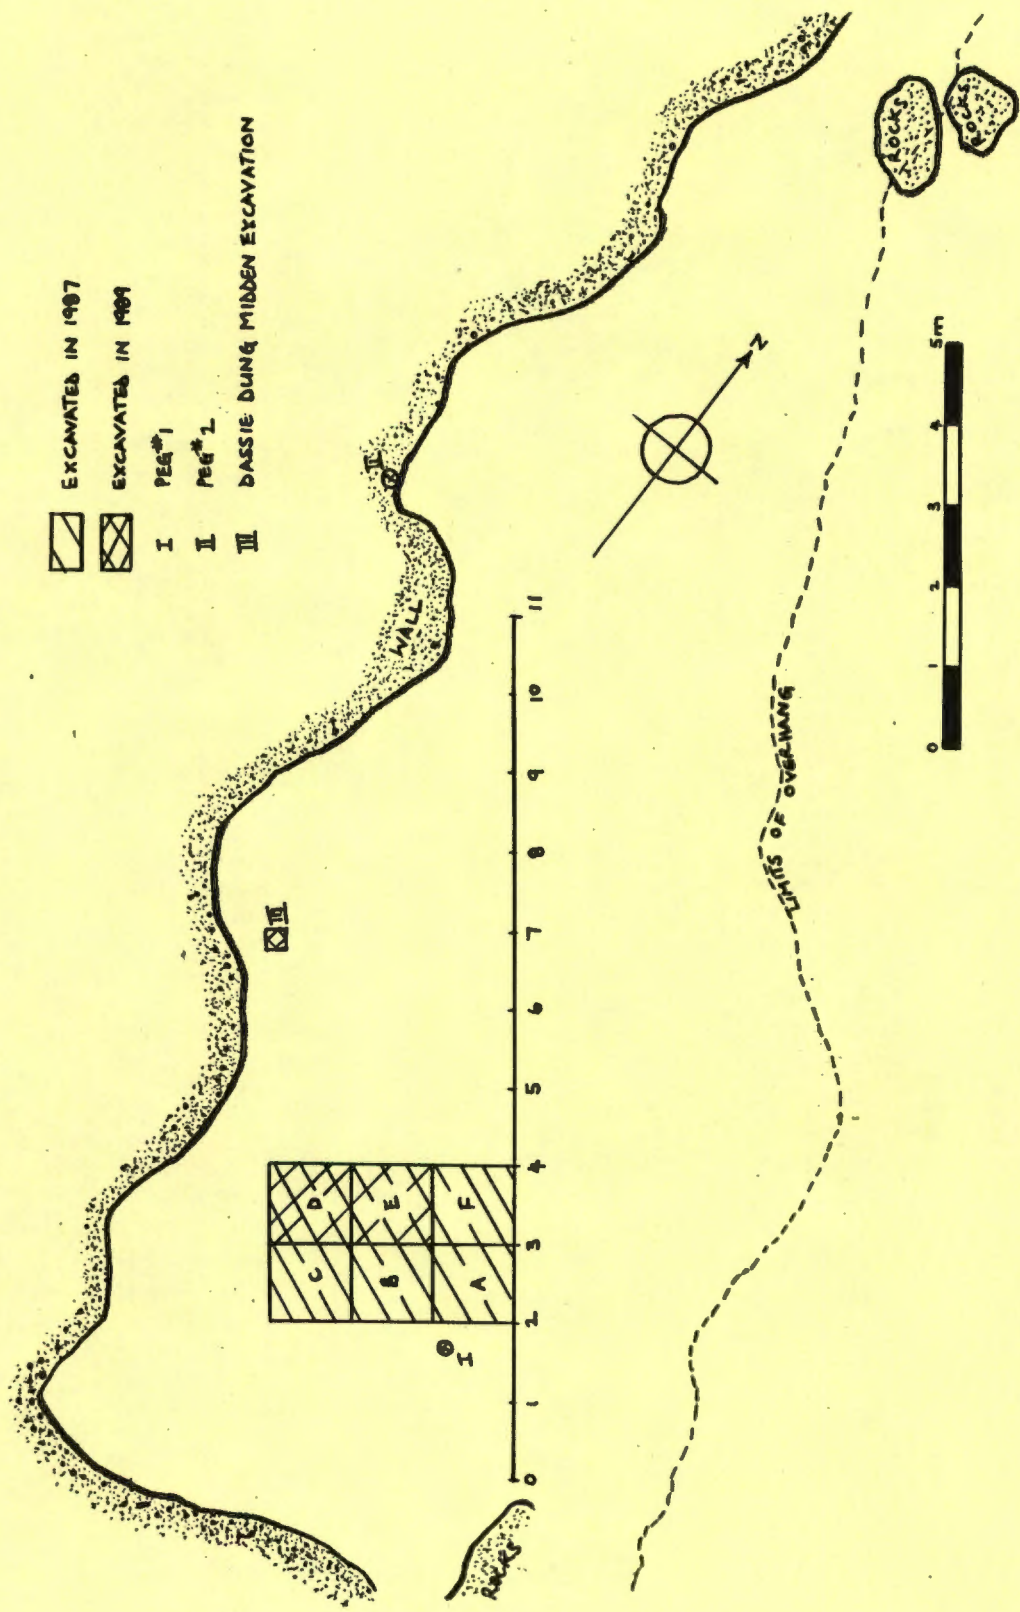 EXCAVATED IN 1987
EXCAVATED IN 1989
I PEG#1
II PEG#2
III DASSIE DUNG MIDDEN EXCAVATION
II
WALL
III
D
E
F
C
B
A
I
0 1 2 3 4 5 6 7 8 9 10 11
N
ROCKS
ROCKS
ROCKS
LIMITS OF OVERHANG
0 1 2 3 4 5m